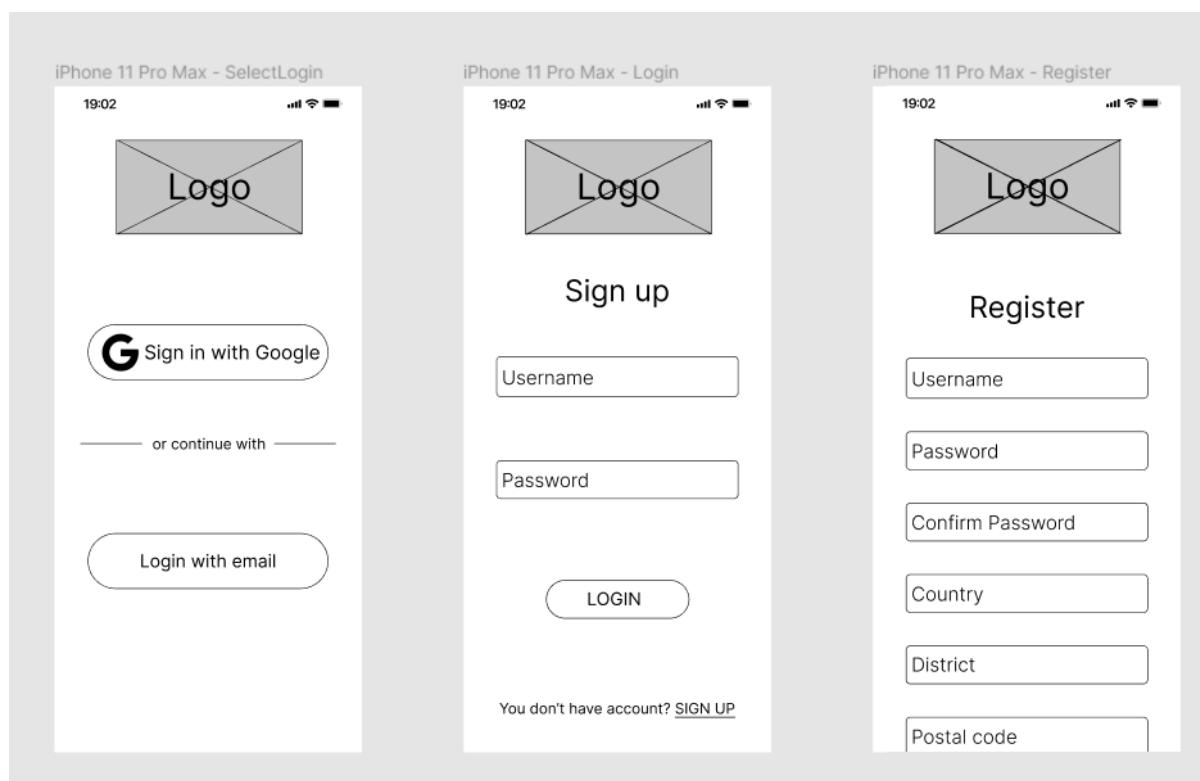 iPhone 11 Pro Max - SelectLogin
19:02
Logo
Sign in with Google
or continue with
Login with email
iPhone 11 Pro Max - Login
19:02
Logo
Sign up
Username
Password
LOGIN
You don't have account? SIGN UP
iPhone 11 Pro Max - Register
19:02
Logo
Register
Username
Password
Confirm Password
Country
District
Postal code